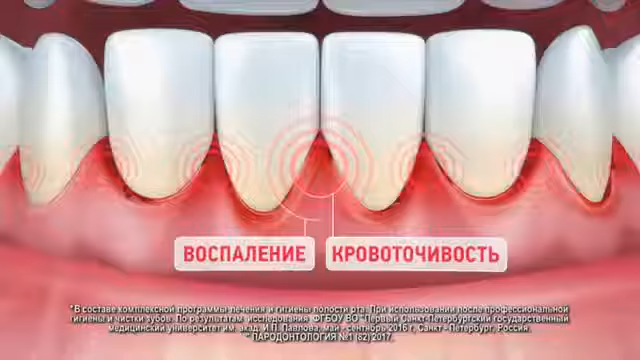 ВОСПАЛЕНИЕ КРОВОТОЧИВОСТЬ
*В составе комплексной программы лечения и гигиены полости рта. При использовании после профессиональной
гигиены и чистки зубов. По результатам исследования ФГБОУ ВО "Первый Санкт-Петербургский государственный
медицинский университет им. акад. И.П. Павлова, май - сентябрь 2016 г. Санкт - Петербург, Россия.
ПАРОДОНТОЛОГИЯ №1 (82) 2017.